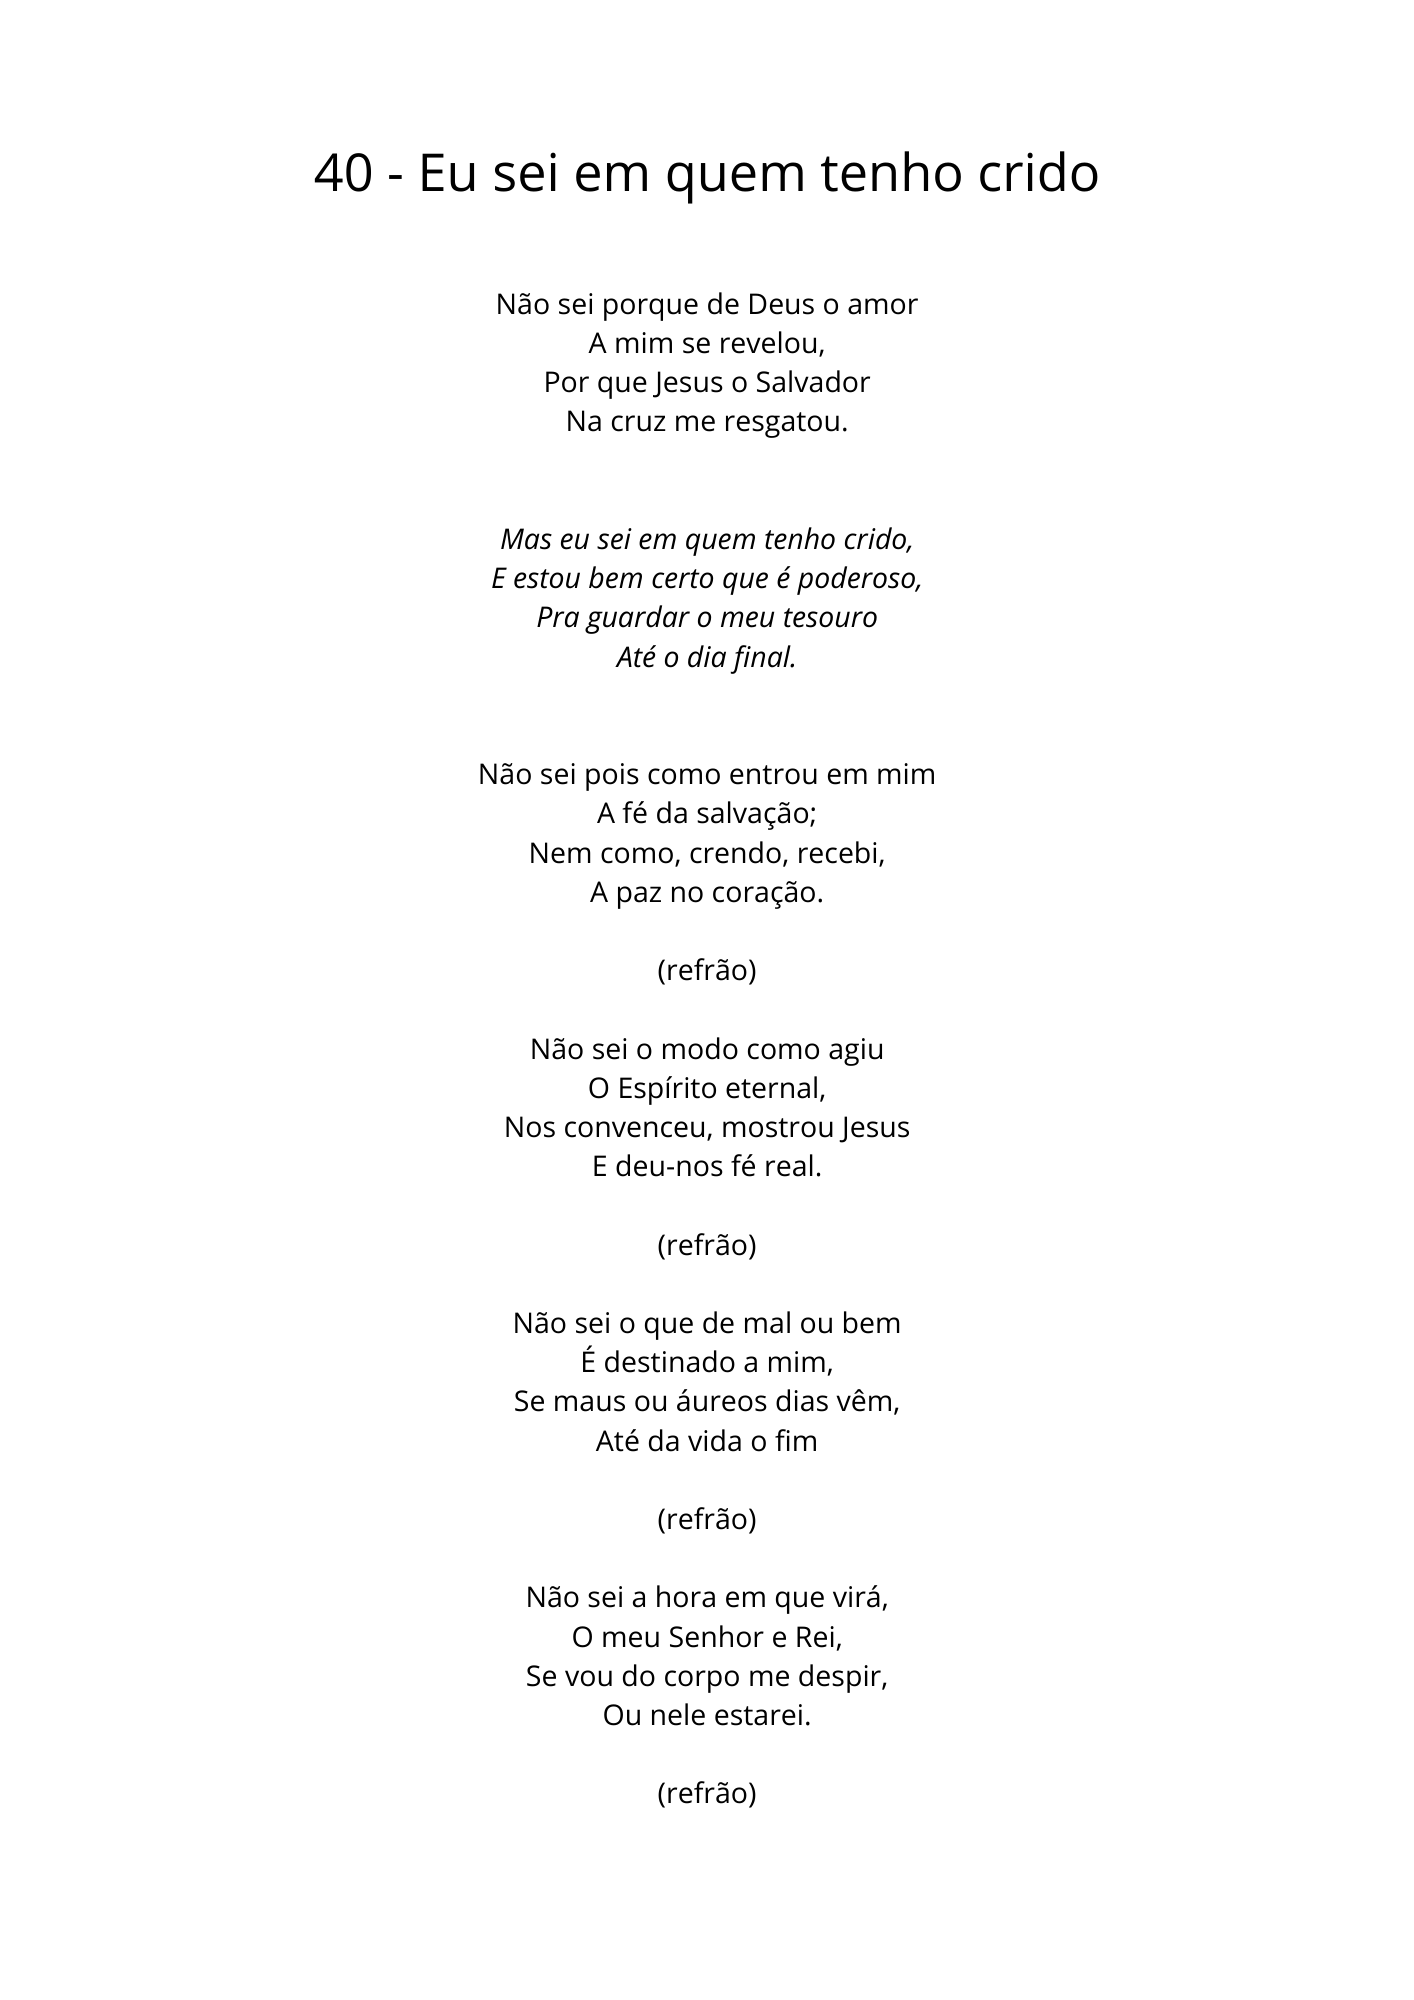 40 - Eu sei em quem tenho crido
Não sei porque de Deus o amor
A mim se revelou,
Por que Jesus o Salvador
Na cruz me resgatou.
Mas eu sei em quem tenho crido,
E estou bem certo que é poderoso,
Pra guardar o meu tesouro
Até o dia final.
Não sei pois como entrou em mim
A fé da salvação;
Nem como, crendo, recebi,
A paz no coração.
(refrão)
Não sei o modo como agiu
O Espírito eternal,
Nos convenceu, mostrou Jesus
E deu-nos fé real.
(refrão)
Não sei o que de mal ou bem
É destinado a mim,
Se maus ou áureos dias vêm,
Até da vida o fim
(refrão)
Não sei a hora em que virá,
O meu Senhor e Rei,
Se vou do corpo me despir,
Ou nele estarei.
(refrão)